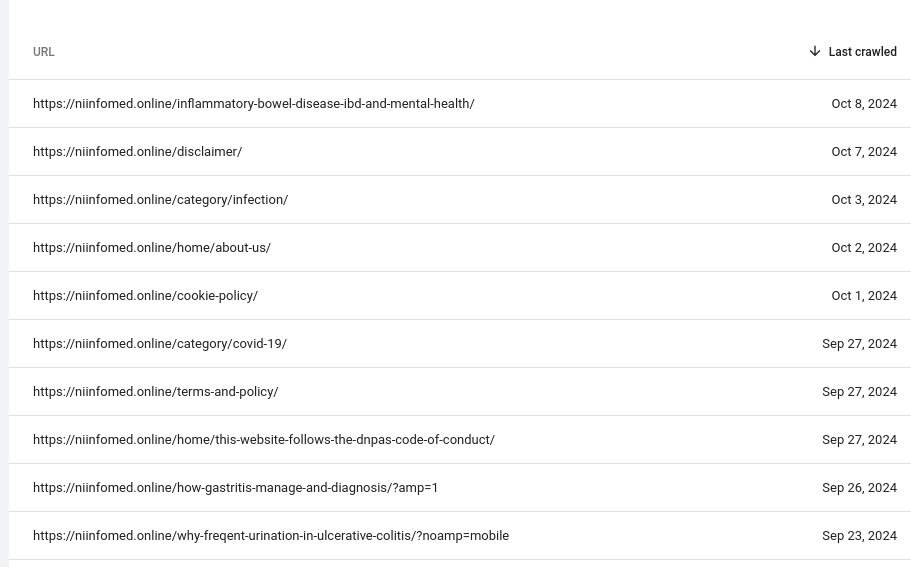 URL Last crawled
https://niinfomed.online/inflammatory-bowel-disease-ibd-and-mental-health/ Oct 8, 2024
https://niinfomed.online/disclaimer/ Oct 7, 2024
https://niinfomed.online/category/infection/ Oct 3, 2024
https://niinfomed.online/home/about-us/ Oct 2, 2024
https://niinfomed.online/cookie-policy/ Oct 1, 2024
https://niinfomed.online/category/covid-19/ Sep 27, 2024
https://niinfomed.online/terms-and-policy/ Sep 27, 2024
https://niinfomed.online/home/this-website-follows-the-dnpas-code-of-conduct/ Sep 27, 2024
https://niinfomed.online/how-gastritis-manage-and-diagnosis/?amp=1 Sep 26, 2024
https://niinfomed.online/why-freqent-urination-in-ulcerative-colitis/?noamp=mobile Sep 23, 2024